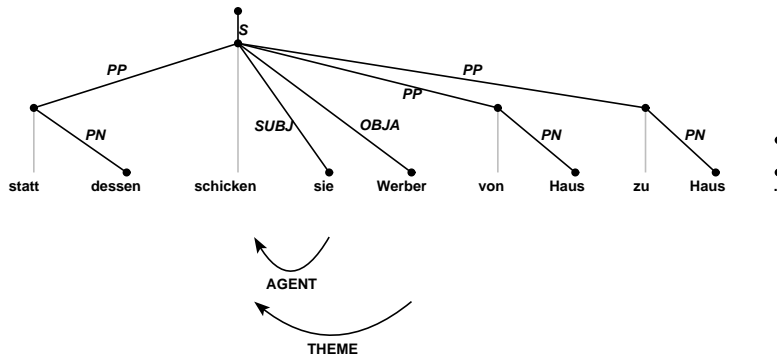 S
PP PP
PP
SUBJ OBJA
PN PN PN
statt dessen schicken sie Werber von Haus zu Haus .
AGENT
THEME